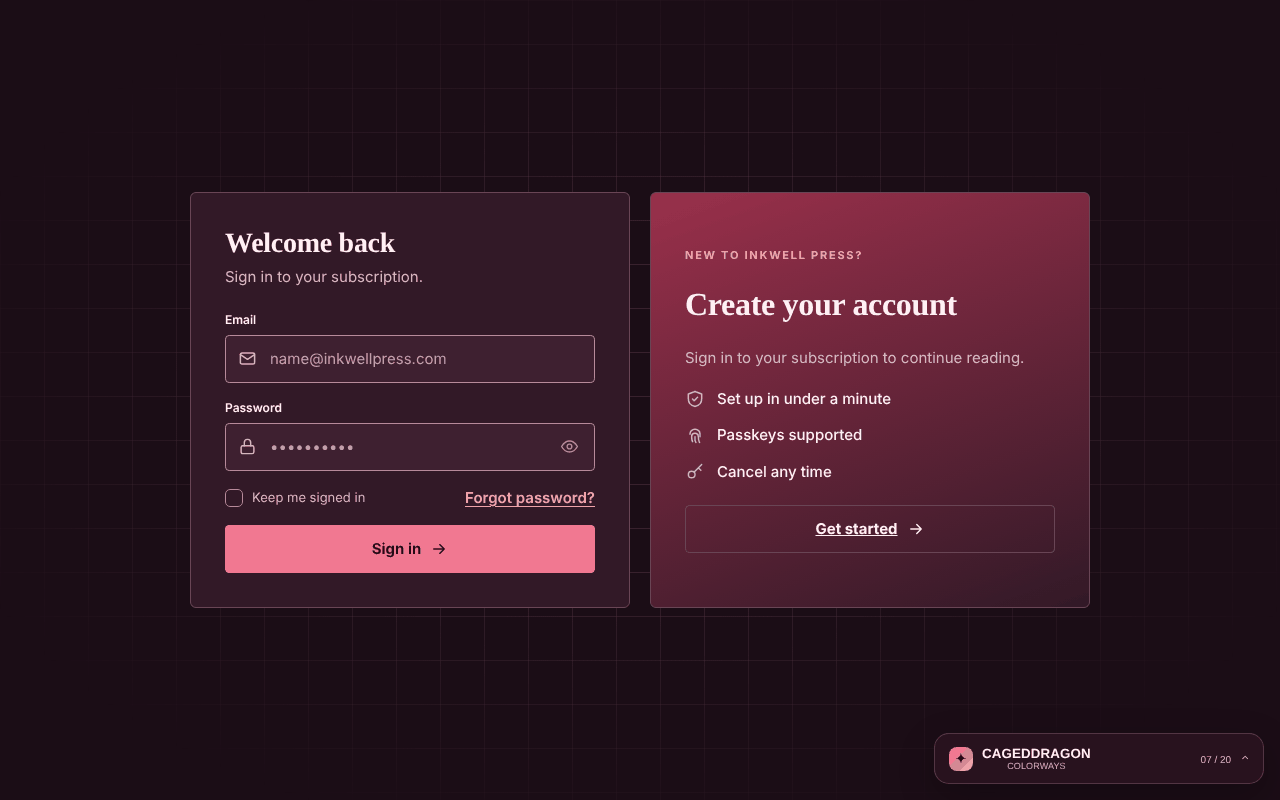 Welcome back
Sign in to your subscription.
Email
name@inkwellpress.com
Password
••••••••••
Keep me signed in
Forgot password?
Sign in →
NEW TO INKWELL PRESS?
Create your account
Sign in to your subscription to continue reading.
Set up in under a minute
Passkeys supported
Cancel any time
Get started →
CAGEDDRAGON
COLORWAYS
07 / 20